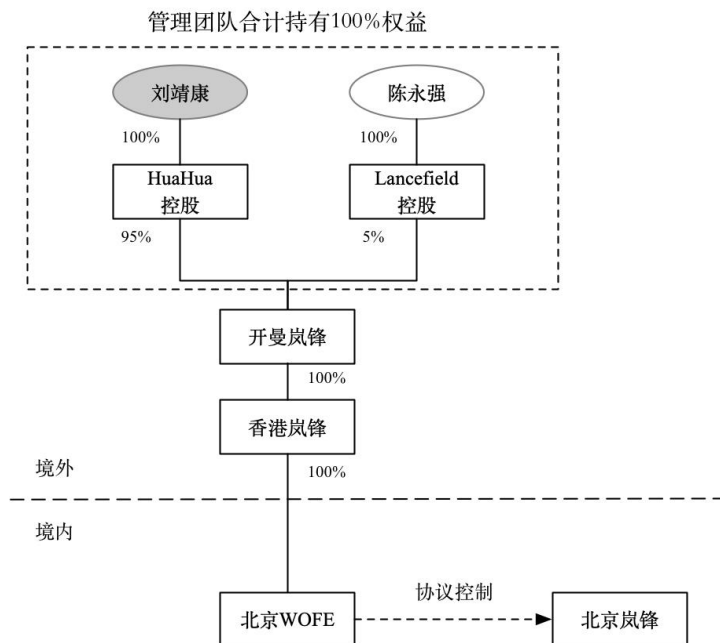 管理团队合计持有100%权益
刘靖康
陈永强
100%
100%
HuaHua
控股
Lancefield
控股
95%
5%
开曼岚锋
100%
香港岚锋
境外
100%
境内
协议控制
北京WOFE
北京岚锋